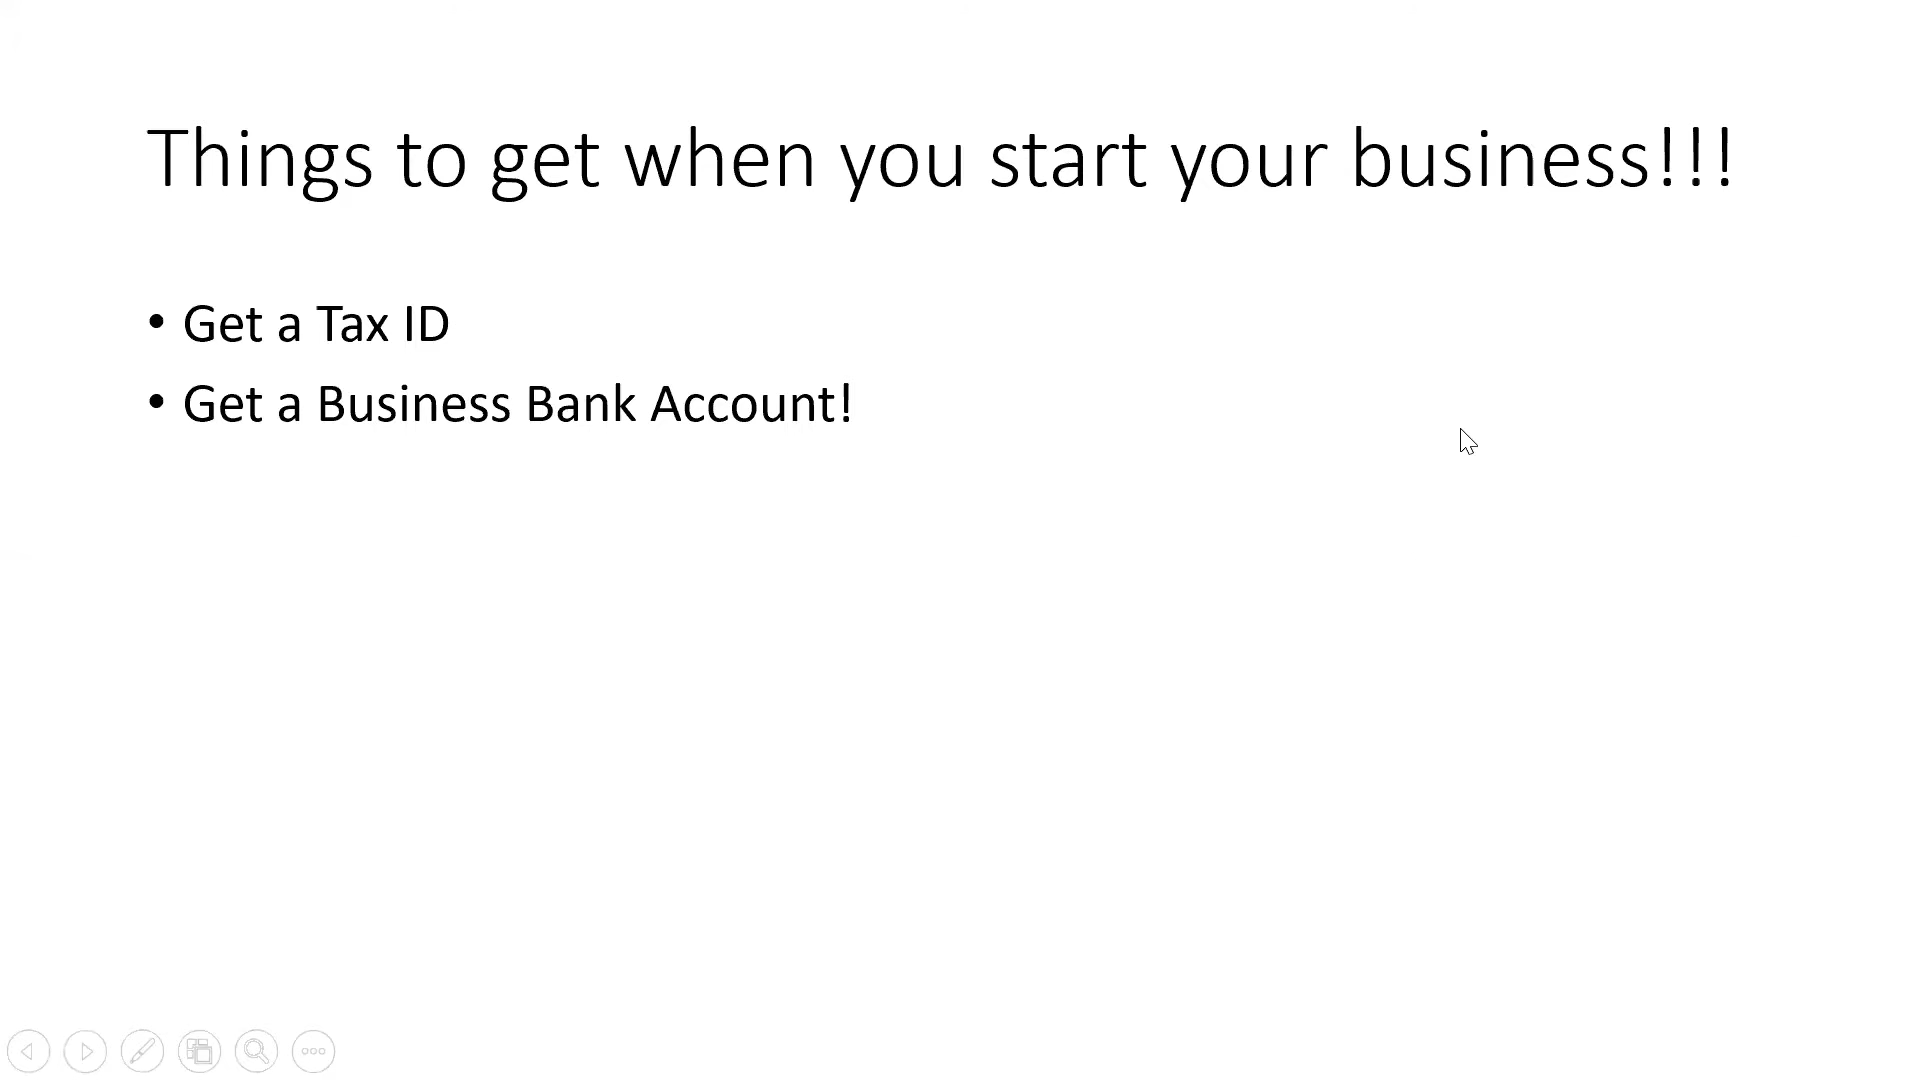 Things to get when you start your business!!!
• Get a Tax ID
• Get a Business Bank Account!